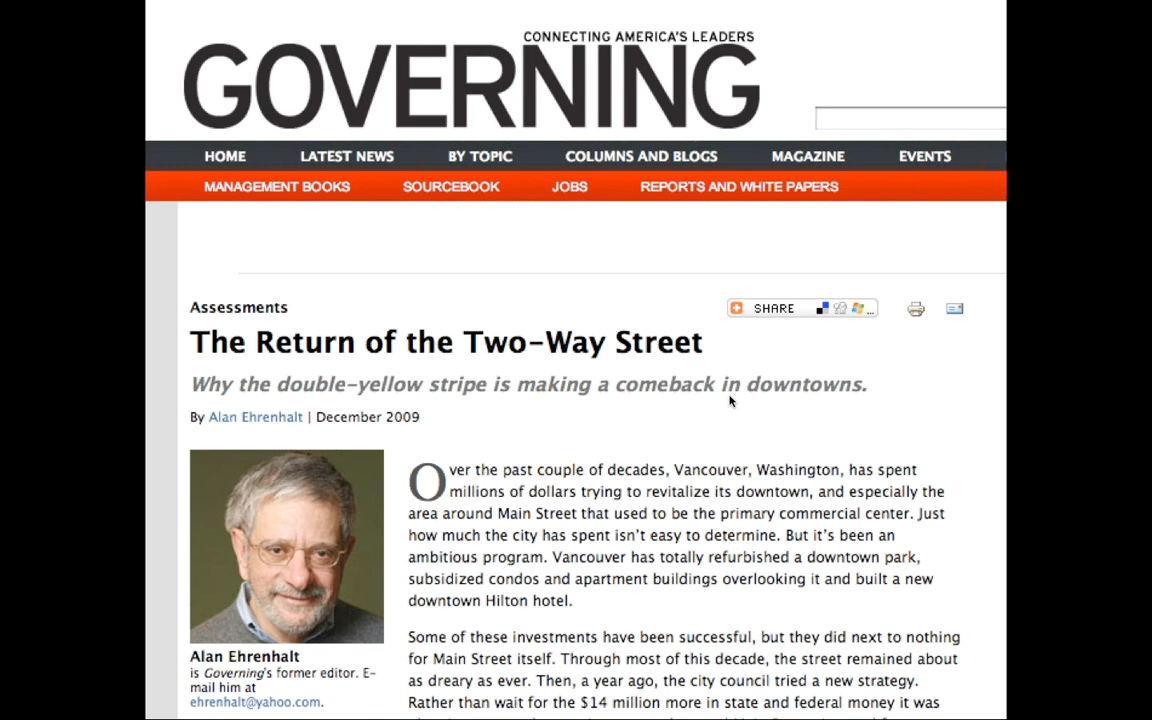 CONNECTING AMERICA'S LEADERS
GOVERNING
HOME LATEST NEWS BY TOPIC COLUMNS AND BLOGS MAGAZINE EVENTS
MANAGEMENT BOOKS SOURCEBOOK JOBS REPORTS AND WHITE PAPERS
Assessments
SHARE ...
The Return of the Two-Way Street
Why the double-yellow stripe is making a comeback in downtowns.
By Alan Ehrenhalt | December 2009
Over the past couple of decades, Vancouver, Washington, has spent
millions of dollars trying to revitalize its downtown, and especially the
area around Main Street that used to be the primary commercial center. Just
how much the city has spent isn't easy to determine. But it's been an
ambitious program. Vancouver has totally refurbished a downtown park,
subsidized condos and apartment buildings overlooking it and built a new
downtown Hilton hotel.
Some of these investments have been successful, but they did next to nothing
for Main Street itself. Through most of this decade, the street remained about
as dreary as ever. Then, a year ago, the city council tried a new strategy.
Rather than wait for the $14 million more in state and federal money it was
Alan Ehrenhalt
is Governing's former editor. E-
mail him at
ehrenhalt@yahoo.com.